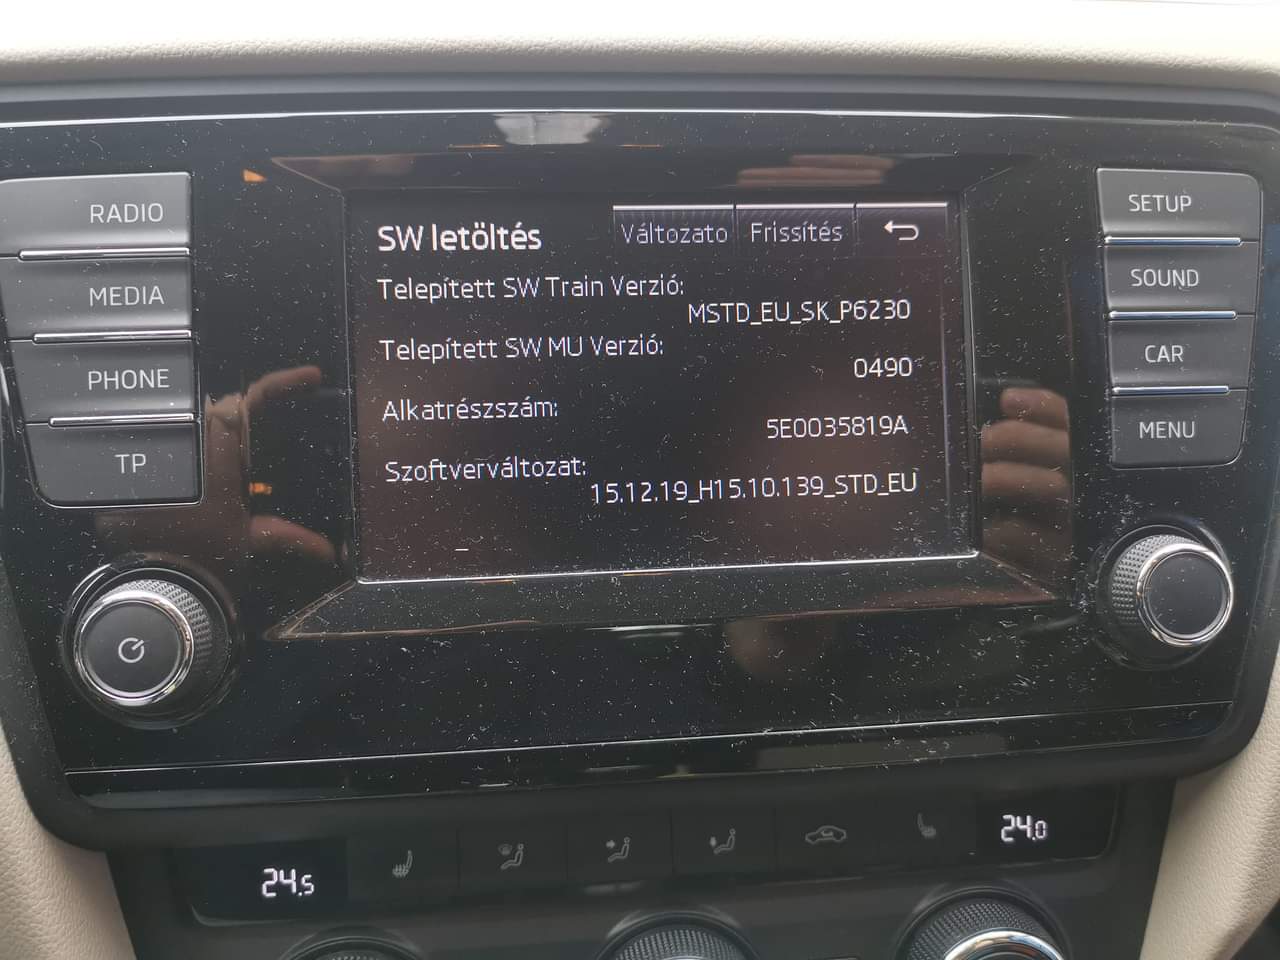 RADIO
MEDIA
PHONE
TP
SW letöltés
Változato
Frissítés
Telepített SW Train Verzió:
MSTD_EU_SK_P6230
Telepített SW MU Verzió:
0490
Alkatrészszám:
5E0035819A
Szoftverváltozat:
15.12.19_H15.10.139_STD_EU
SETUP
SOUND
CAR
MENU
24.5
24.0